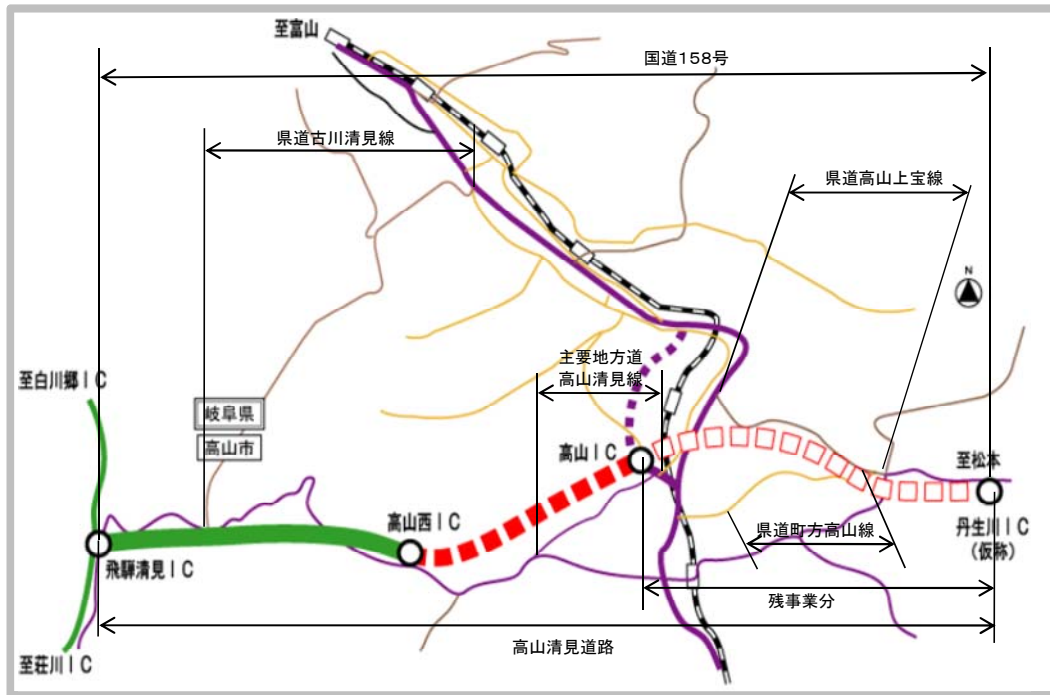 至富山
国道158号
県道古川清見線
県道高山上宝線
N
主要地方道
高山清見線
至白川郷IC
岐阜県
高山市
高山IC
至松本
高山西IC
丹生川IC
(仮称)
県道町方高山線
飛騨清見IC
残事業分
高山清見道路
至荘川IC